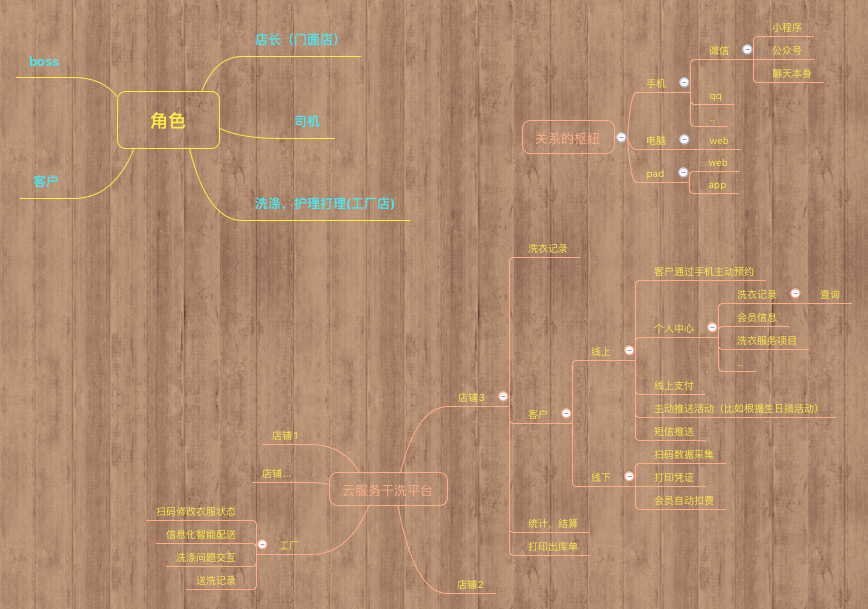 boss
客户
角色
店长（门面店）
司机
洗涤、护理打理(工厂店)
关系的枢纽
手机
微信
小程序
公众号
聊天本身
qq
..
电脑
web
pad
web
app
云服务干洗平台
店铺1
店铺...
工厂
扫码修改衣服状态
信息化智能配送
洗涤问题交互
送洗记录
店铺3
洗衣记录
客户
线上
客户通过手机主动预约
个人中心
洗衣记录
查询
会员信息
洗衣服务项目
..
线上支付
主动推送活动（比如根据生日搞活动）
短信推送
线下
扫码数据采集
打印凭证
会员自动扣费
统计、结算
打印出库单
店铺2